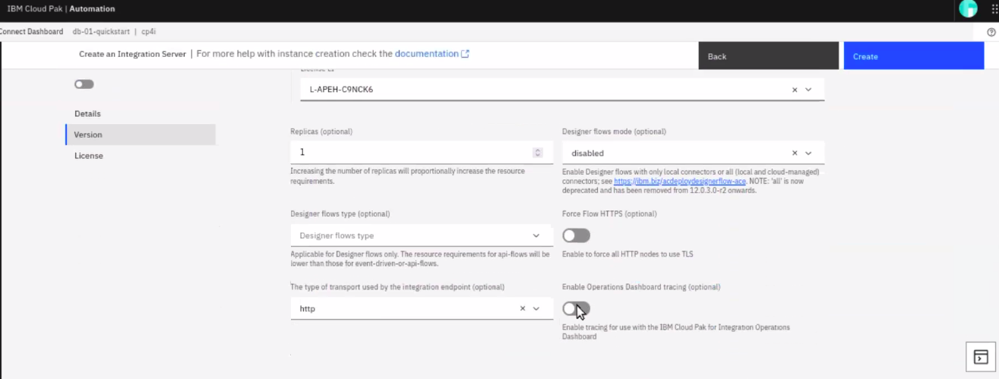 IBM Cloud Pak | Automation
Connect Dashboard db-01-quickstart | cp4i
Create an Integration Server | For more help with instance creation check the documentation
Back
Create
L-APEH-C9NCK6
Details
Version
License
Replicas (optional)
1
Increasing the number of replicas will proportionally increase the resource
requirements.
Designer flows mode (optional)
disabled
Enable Designer flows with only local connectors or all (local and cloud-managed)
connectors; see https://ibm.biz/acdeploydesignerflow-ace. NOTE: 'all' is now
deprecated and has been removed from 12.0.3.0-r2 onwards.
Designer flows type (optional)
Designer flows type
Applicable for Designer flows only. The resource requirements for api-flows will be
lower than those for event-driven-or-api-flows.
Force Flow HTTPS (optional)
Enable to force all HTTP nodes to use TLS
The type of transport used by the integration endpoint (optional)
http
Enable Operations Dashboard tracing (optional)
Enable tracing for use with the IBM Cloud Pak for Integration Operations
Dashboard